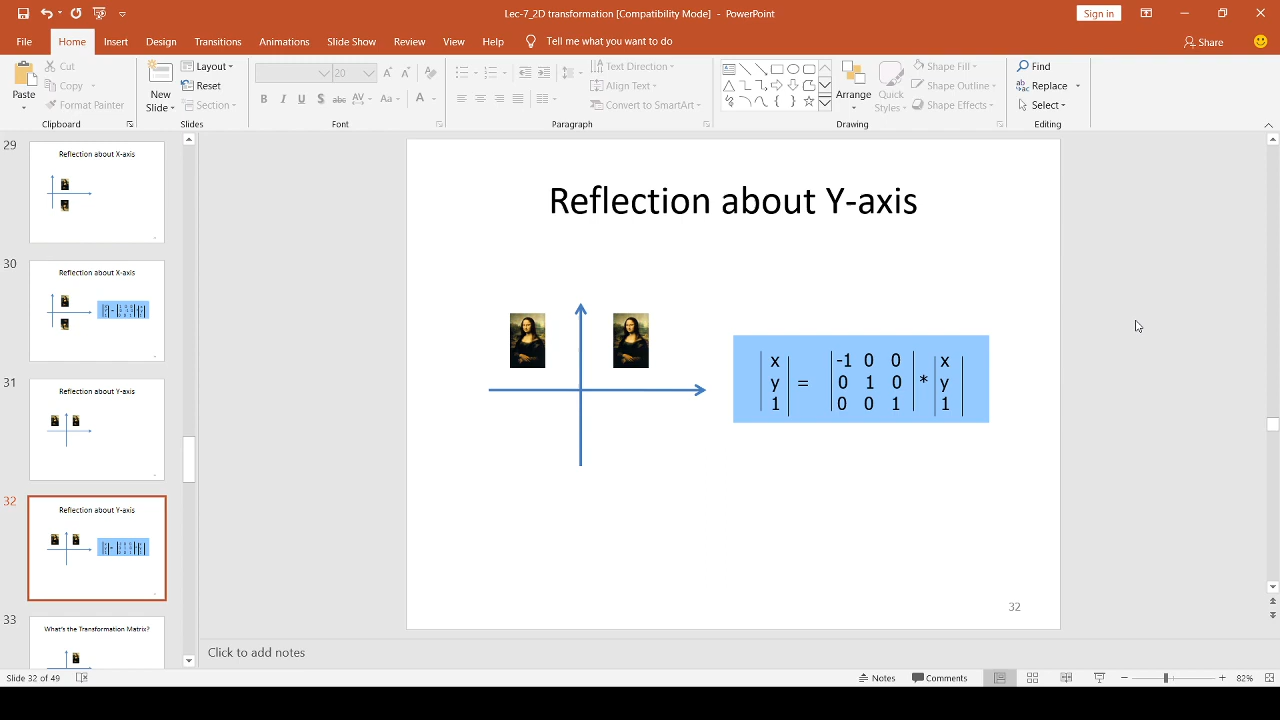 Lec-7_2D transformation [Compatibility Mode] - PowerPoint
Sign in
File Home Insert Design Transitions Animations Slide Show Review View Help Tell me what you want to do
Share
Paste
Cut
Copy
Format Painter
Clipboard
New Slide
Layout
Reset
Section
Slides
20
B I U S abc AV Aa A
Font
Text Direction
Align Text
Convert to SmartArt
Paragraph
Arrange
Quick Styles
Shape Fill
Shape Outline
Shape Effects
Drawing
Find
Replace
Select
Editing
29
Reflection about X-axis
30
Reflection about X-axis
31
Reflection about Y-axis
32
Reflection about Y-axis
33
What's the Transformation Matrix?
Reflection about Y-axis
x -1 0 0 x
y = 0 1 0 * y
1 0 0 1 1
32
Click to add notes
Slide 32 of 49
Notes
Comments
82%